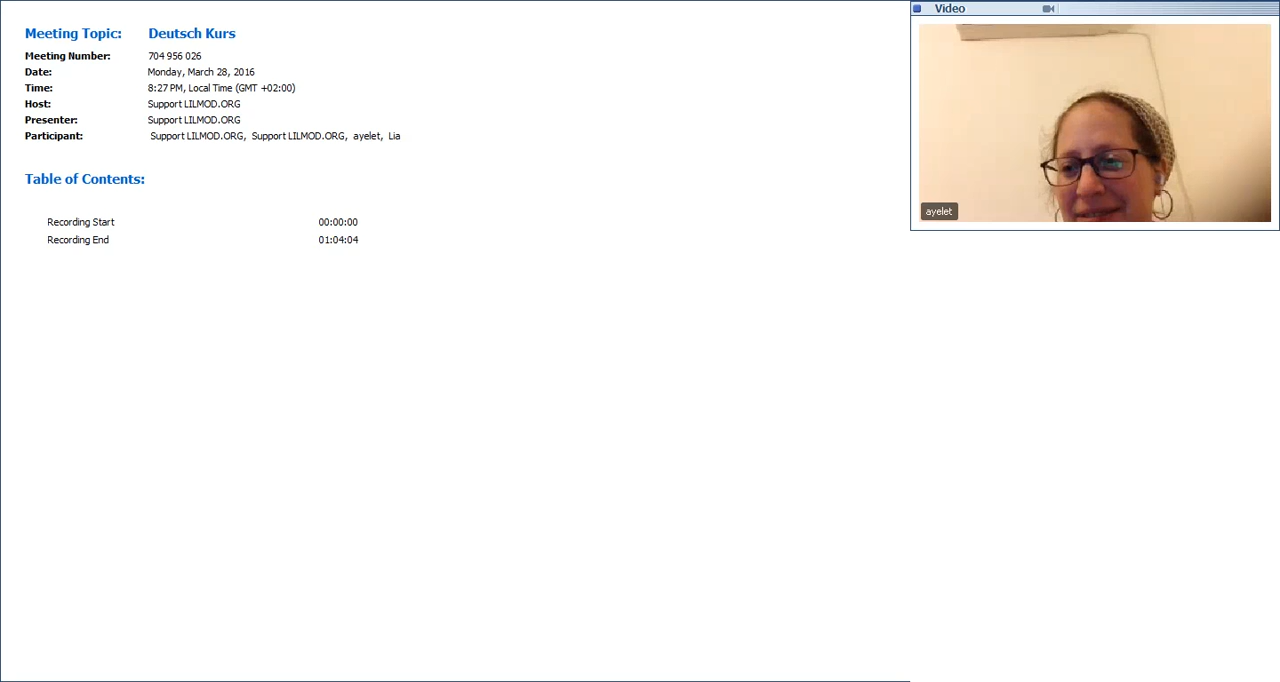 Meeting Topic: Deutsch Kurs
Meeting Number: 704 956 026
Date: Monday, March 28, 2016
Time: 8:27 PM, Local Time (GMT +02:00)
Host: Support LILMOD.ORG
Presenter: Support LILMOD.ORG
Participant: Support LILMOD.ORG, Support LILMOD.ORG, ayelet, Lia
Table of Contents:
Recording Start 00:00:00
Recording End 01:04:04
Video
ayelet